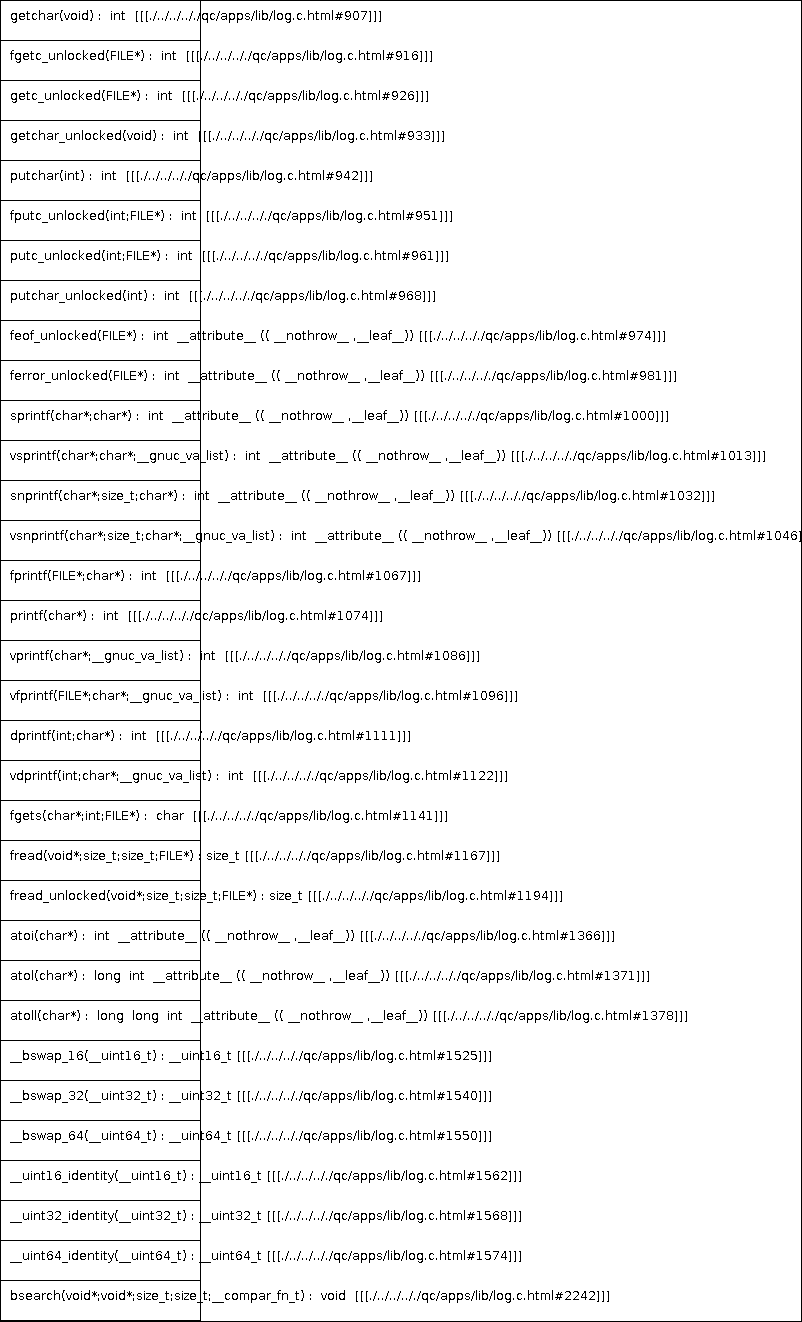 getchar(void) : int [[[./../../././qc/apps/lib/log.c.html#907]]]
fgetc_unlocked(FILE*) : int [[[./../../././qc/apps/lib/log.c.html#916]]]
getc_unlocked(FILE*) : int [[[./../../././qc/apps/lib/log.c.html#926]]]
getchar_unlocked(void) : int [[[./../../././qc/apps/lib/log.c.html#933]]]
putchar(int) : int [[[./../../././qc/apps/lib/log.c.html#942]]]
fputc_unlocked(int;FILE*) : int [[[./../../././qc/apps/lib/log.c.html#951]]]
putc_unlocked(int;FILE*) : int [[[./../../././qc/apps/lib/log.c.html#961]]]
putchar_unlocked(int) : int [[[./../../././qc/apps/lib/log.c.html#968]]]
feof_unlocked(FILE*) : int __attribute__ (( __nothrow__ ,__leaf__)) [[[./../../././qc/apps/lib/log.c.html#974]]]
ferror_unlocked(FILE*) : int __attribute__ (( __nothrow__ ,__leaf__)) [[[./../../././qc/apps/lib/log.c.html#981]]]
sprintf(char*;char*) : int __attribute__ (( __nothrow__ ,__leaf__)) [[[./../../././qc/apps/lib/log.c.html#1000]]]
vsprintf(char*;char*;__gnuc_va_list) : int __attribute__ (( __nothrow__ ,__leaf__)) [[[./../../././qc/apps/lib/log.c.html#1013]]]
snprintf(char*;size_t;char*) : int __attribute__ (( __nothrow__ ,__leaf__)) [[[./../../././qc/apps/lib/log.c.html#1032]]]
vsnprintf(char*;size_t;char*;__gnuc_va_list) : int __attribute__ (( __nothrow__ ,__leaf__)) [[[./../../././qc/apps/lib/log.c.html#1046]
fprintf(FILE*;char*) : int [[[./../../././qc/apps/lib/log.c.html#1067]]]
printf(char*) : int [[[./../../././qc/apps/lib/log.c.html#1074]]]
vprintf(char*;__gnuc_va_list) : int [[[./../../././qc/apps/lib/log.c.html#1086]]]
vfprintf(FILE*;char*;__gnuc_va_list) : int [[[./../../././qc/apps/lib/log.c.html#1096]]]
dprintf(int;char*) : int [[[./../../././qc/apps/lib/log.c.html#1111]]]
vdprintf(int;char*;__gnuc_va_list) : int [[[./../../././qc/apps/lib/log.c.html#1122]]]
fgets(char*;int;FILE*) : char [[[./../../././qc/apps/lib/log.c.html#1141]]]
fread(void*;size_t;size_t;FILE*) : size_t [[[./../../././qc/apps/lib/log.c.html#1167]]]
fread_unlocked(void*;size_t;size_t;FILE*) : size_t [[[./../../././qc/apps/lib/log.c.html#1194]]]
atoi(char*) : int __attribute__ (( __nothrow__ ,__leaf__)) [[[./../../././qc/apps/lib/log.c.html#1366]]]
atol(char*) : long int __attribute__ (( __nothrow__ ,__leaf__)) [[[./../../././qc/apps/lib/log.c.html#1371]]]
atoll(char*) : long long int __attribute__ (( __nothrow__ ,__leaf__)) [[[./../../././qc/apps/lib/log.c.html#1378]]]
__bswap_16(__uint16_t) : __uint16_t [[[./../../././qc/apps/lib/log.c.html#1525]]]
__bswap_32(__uint32_t) : __uint32_t [[[./../../././qc/apps/lib/log.c.html#1540]]]
__bswap_64(__uint64_t) : __uint64_t [[[./../../././qc/apps/lib/log.c.html#1550]]]
__uint16_identity(__uint16_t) : __uint16_t [[[./../../././qc/apps/lib/log.c.html#1562]]]
__uint32_identity(__uint32_t) : __uint32_t [[[./../../././qc/apps/lib/log.c.html#1568]]]
__uint64_identity(__uint64_t) : __uint64_t [[[./../../././qc/apps/lib/log.c.html#1574]]]
bsearch(void*;void*;size_t;size_t;__compar_fn_t) : void [[[./../../././qc/apps/lib/log.c.html#2242]]]